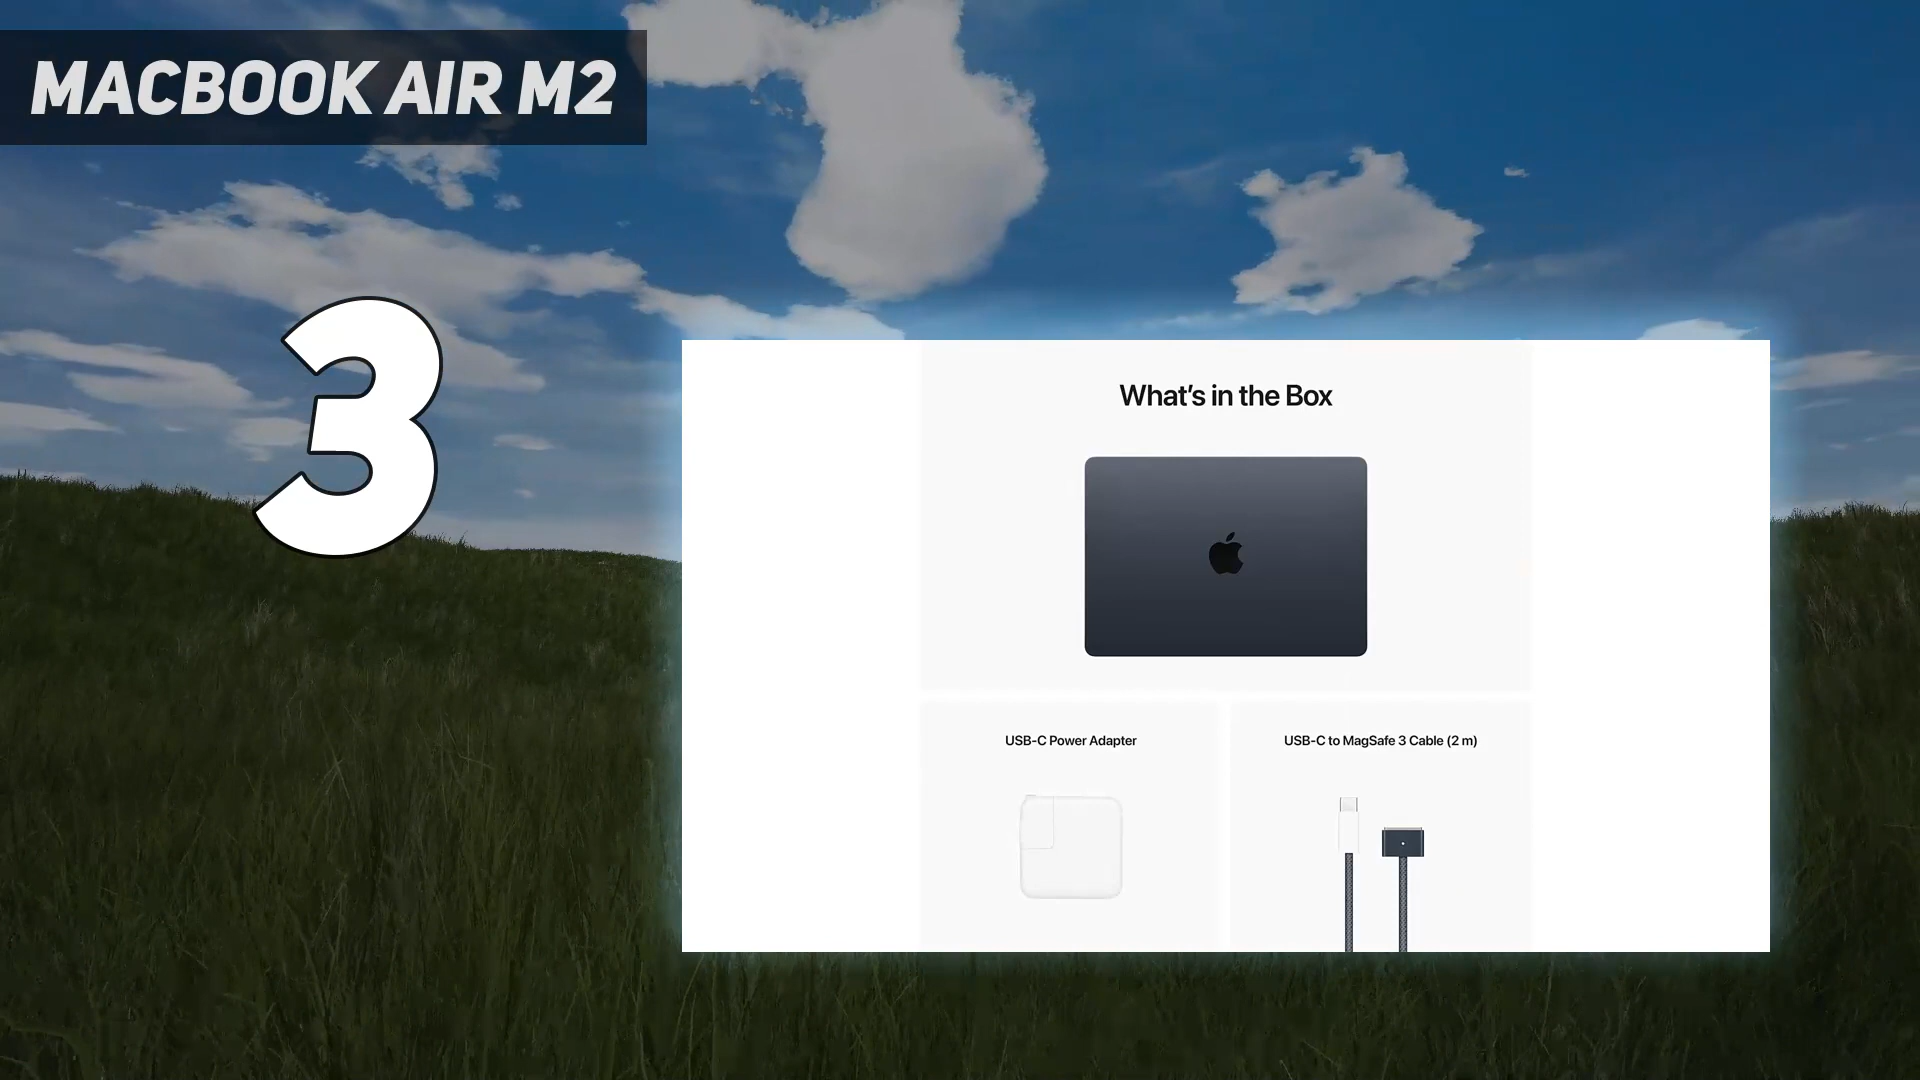 MACBOOK AIR M2
3
What's in the Box
USB-C Power Adapter
USB-C to MagSafe 3 Cable (2 m)